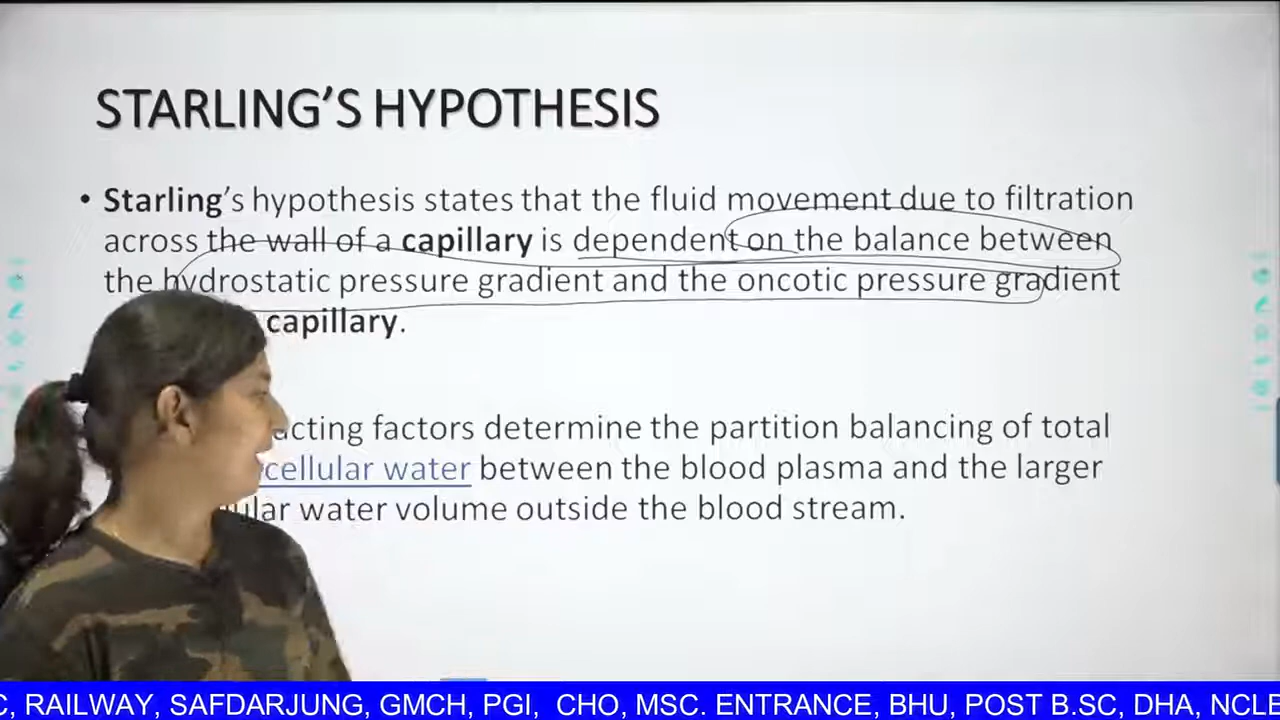 STARLING’S HYPOTHESIS
• Starling’s hypothesis states that the fluid movement due to filtration
across the wall of a capillary is dependent on the balance between
the hydrostatic pressure gradient and the oncotic pressure gradient
capillary.
acting factors determine the partition balancing of total
cellular water between the blood plasma and the larger
ular water volume outside the blood stream.
C, RAILWAY, SAFDARJUNG, GMCH, PGI, CHO, MSC. ENTRANCE, BHU, POST B.SC, DHA, NCLE